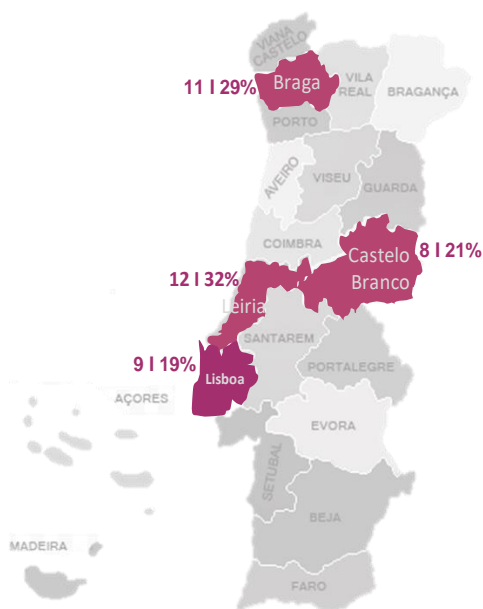 VIANA
CASTELO
Braga
11 I 29%
VILA
REAL
BRAGANÇA
PORTO
AVEIRO
VISEU
GUARDA
COIMBRA
Castelo
Branco
8 I 21%
12 I 32%
Leiria
SANTAREM
9 I 19%
Lisboa
PORTALEGRE
AÇORES
EVORA
SETUBAL
BEJA
MADEIRA
FARO